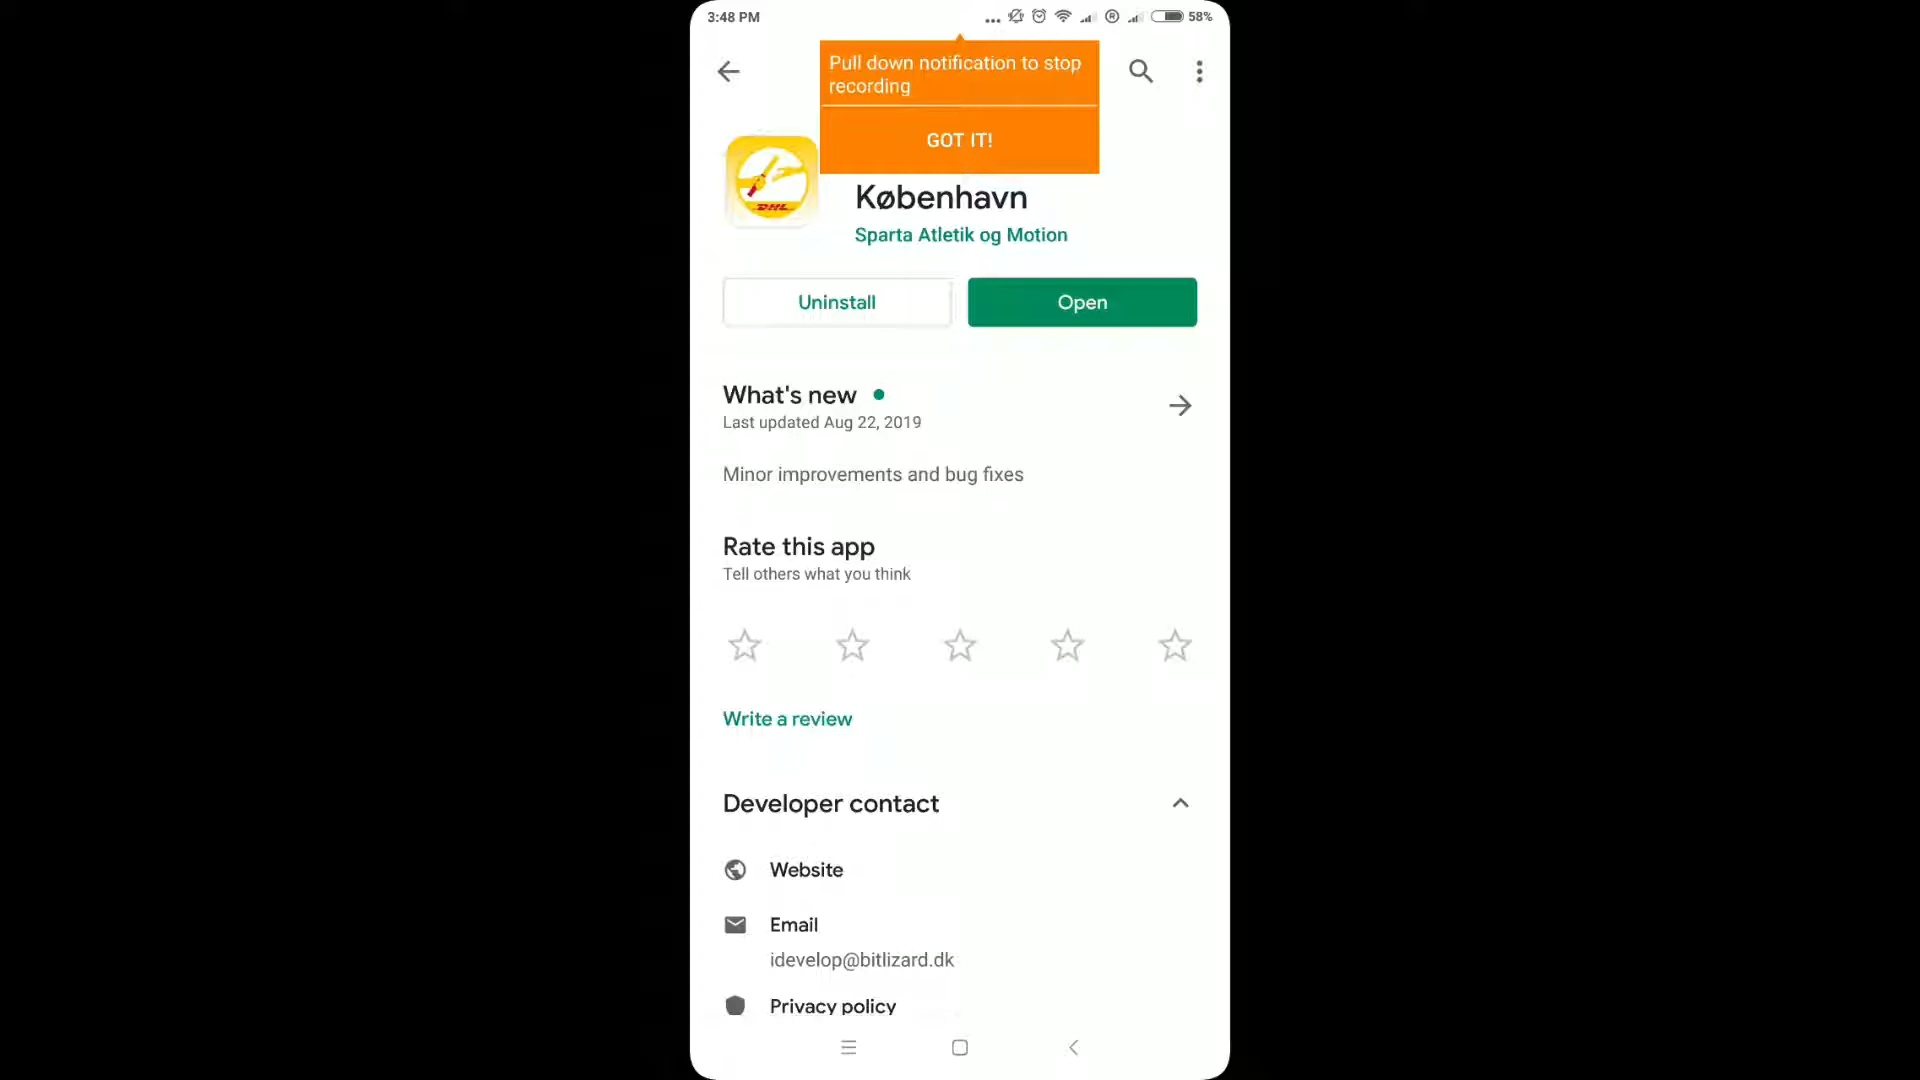 3:48 PM
58%
Pull down notification to stop
recording
GOT IT!
DHL
København
Sparta Atletik og Motion
Uninstall
Open
What's new
Last updated Aug 22, 2019
Minor improvements and bug fixes
Rate this app
Tell others what you think
Write a review
Developer contact
Website
Email
idevelop@bitlizard.dk
Privacy policy